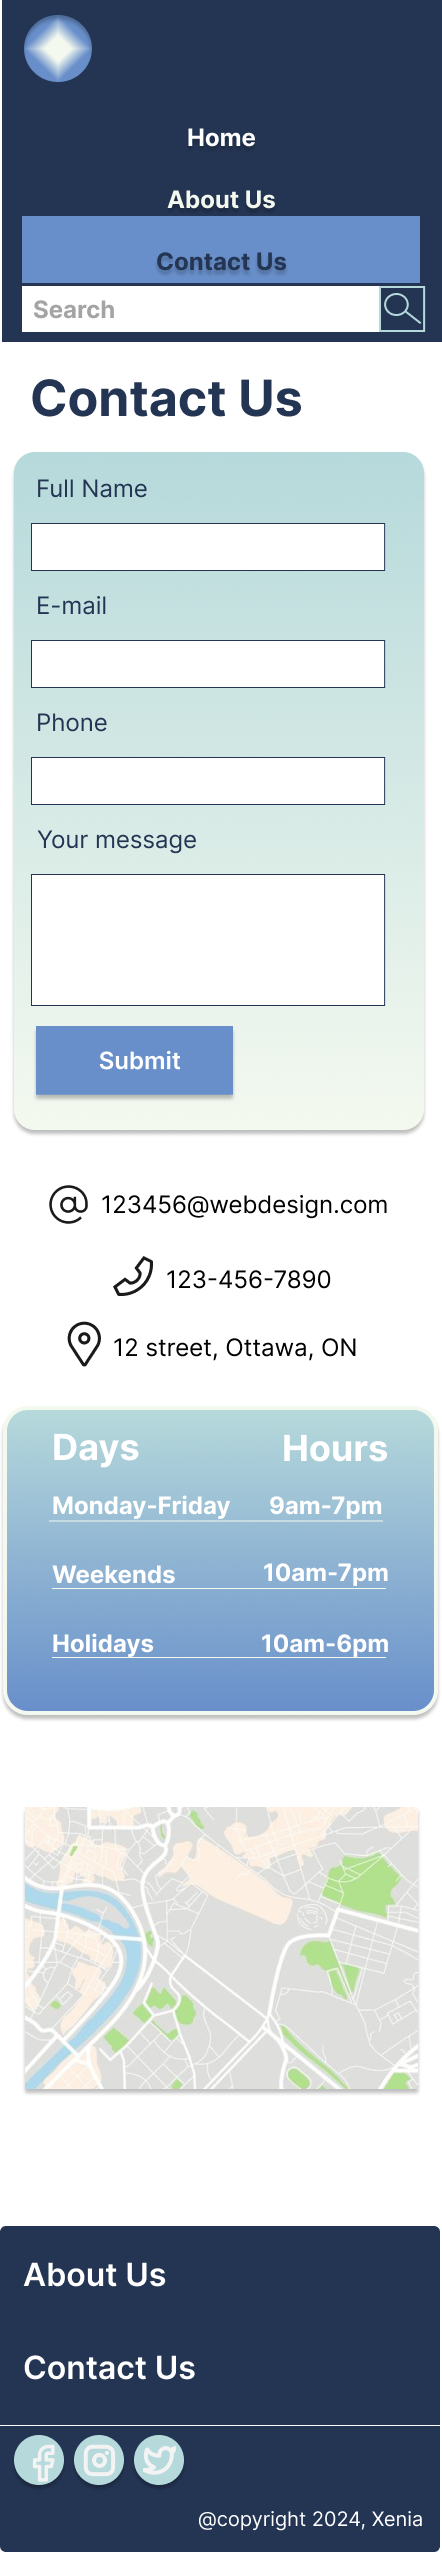 Home
About Us
Contact Us
Search
Contact Us
Full Name
E-mail
Phone
Your message
Submit
123456@webdesign.com
123-456-7890
12 street, Ottawa, ON
Days Hours
Monday-Friday 9am-7pm
Weekends 10am-7pm
Holidays 10am-6pm
About Us
Contact Us
@copyright 2024, Xenia